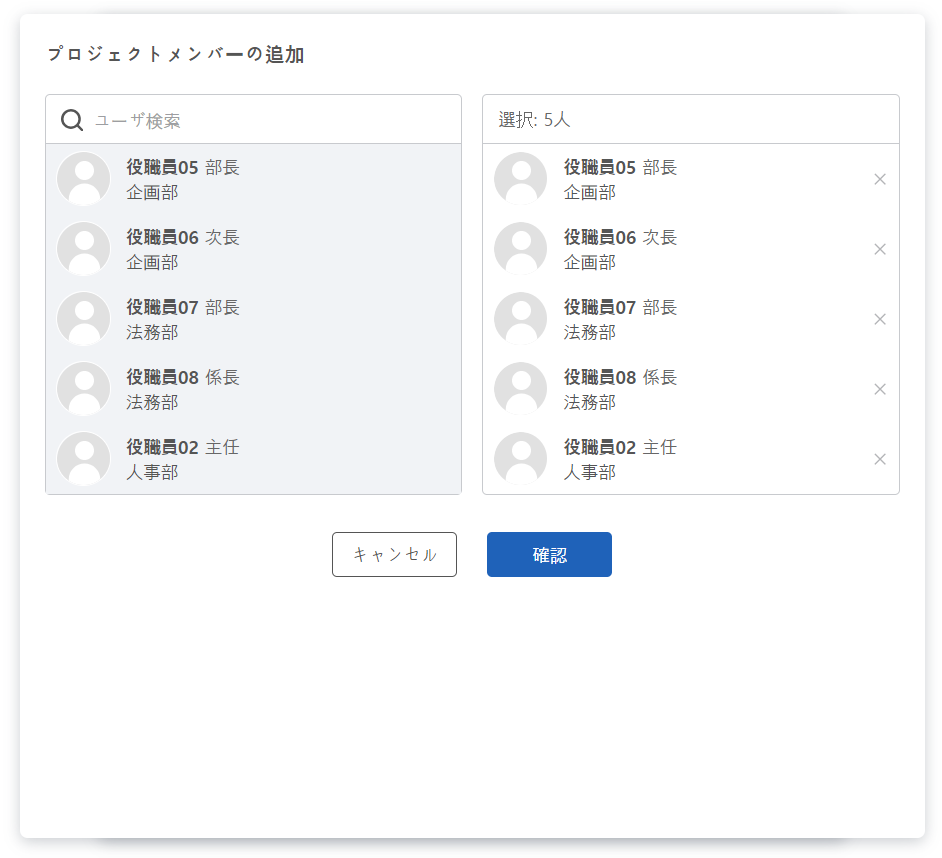 プロジェクトメンバーの追加
ユーザ検索
役職員05 部長
企画部
役職員06 次長
企画部
役職員07 部長
法務部
役職員08 係長
法務部
役職員02 主任
人事部
選択: 5人
役職員05 部長
企画部
役職員06 次長
企画部
役職員07 部長
法務部
役職員08 係長
法務部
役職員02 主任
人事部
キャンセル
確認